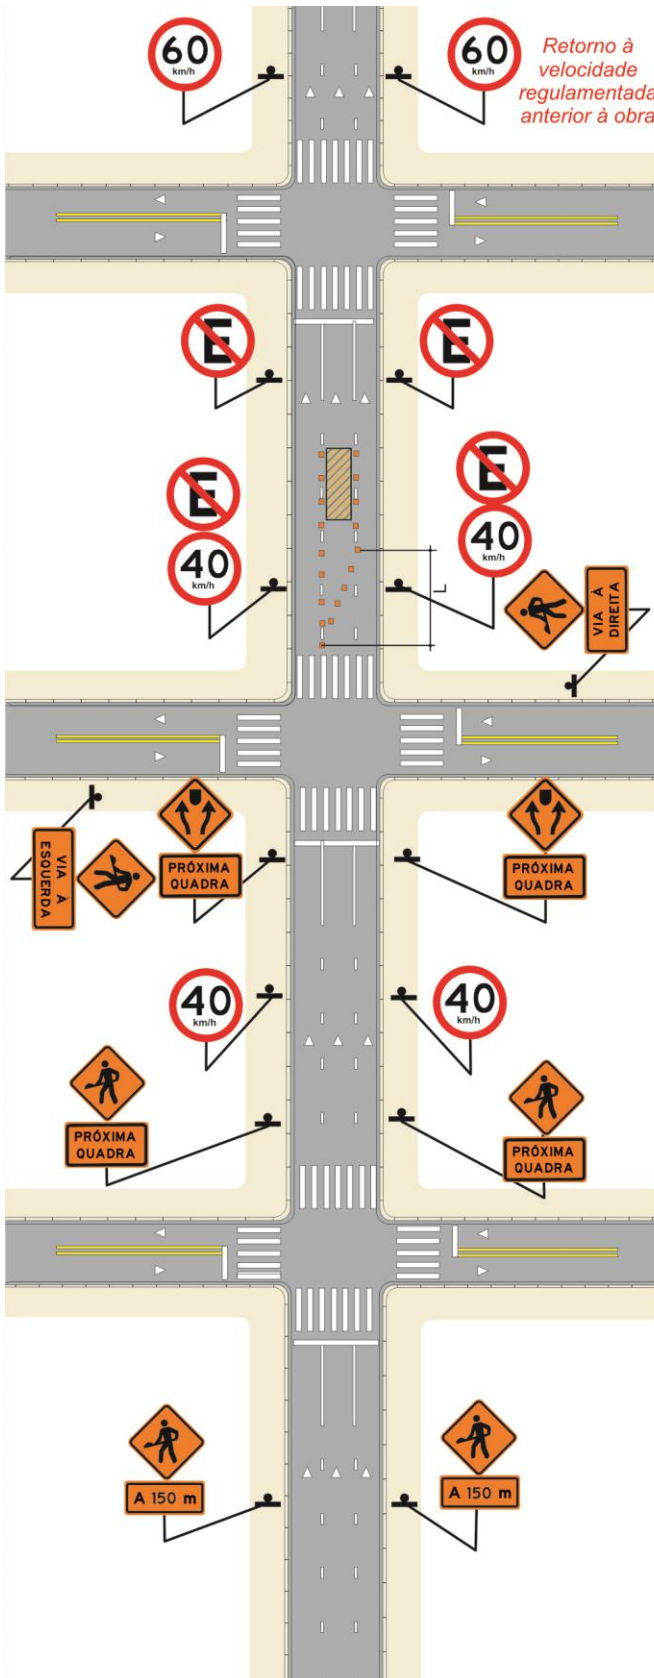 60
km/h
60
km/h
Retorno à
velocidade
regulamentada
anterior à obra
E
E
E
40
km/h
E
40
km/h
VIA À
DIREITA
L
PRÓXIMA
QUADRA
PRÓXIMA
QUADRA
VIA À
ESQUERDA
40
km/h
40
km/h
PRÓXIMA
QUADRA
PRÓXIMA
QUADRA
A 150 m
A 150 m